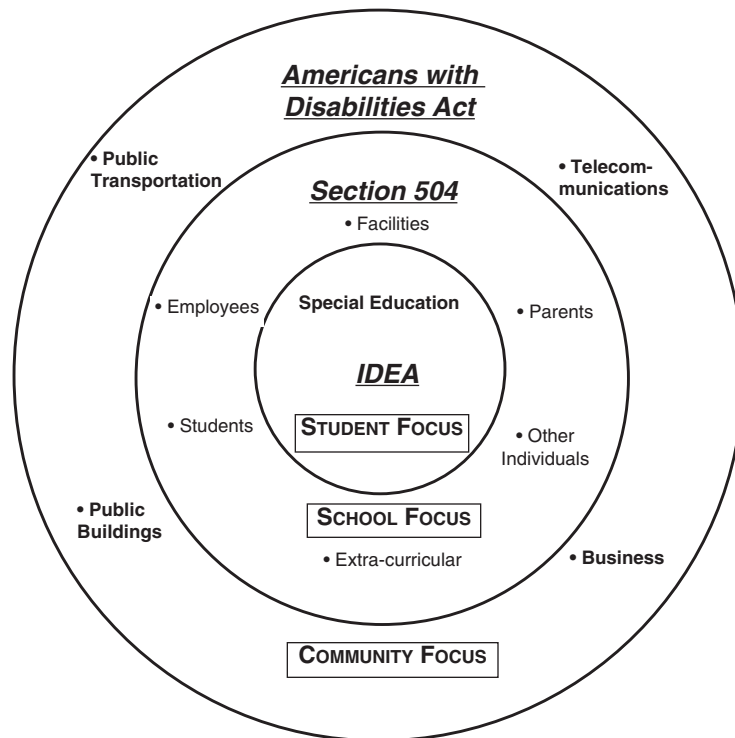 Americans with
Disabilities Act
• Public
Transportation
• Telecom-
munications
Section 504
• Facilities
• Employees
Special Education
• Parents
IDEA
• Students
STUDENT FOCUS
• Other
Individuals
• Public
Buildings
SCHOOL FOCUS
• Extra-curricular
• Business
COMMUNITY FOCUS